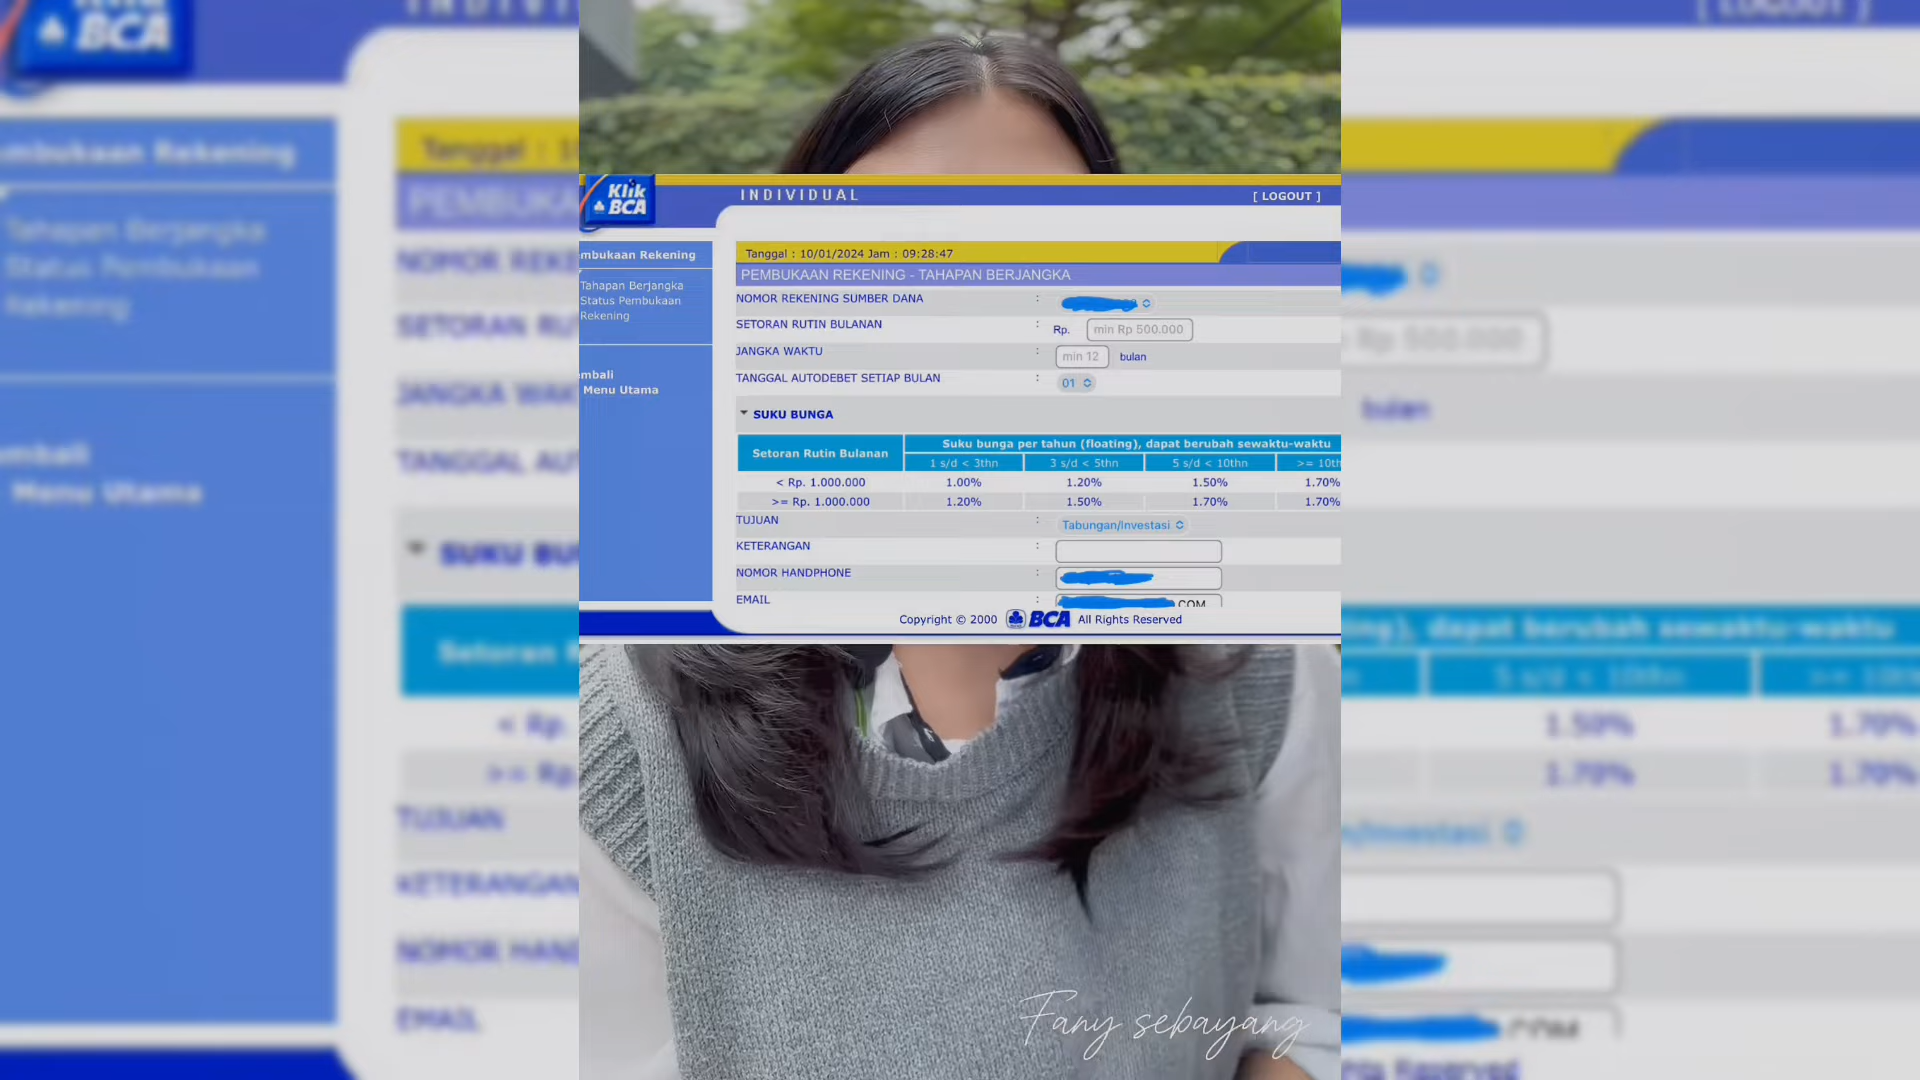 Klik
BCA
INDIVIDUAL
[ LOGOUT ]
mbukaan Rekening
Tahapan Berjangka
Status Pembukaan
Rekening
mbali
Menu Utama
Tanggal : 10/01/2024 Jam : 09:28:47
PEMBUKAAN REKENING - TAHAPAN BERJANGKA
NOMOR REKENING SUMBER DANA :
SETORAN RUTIN BULANAN : Rp. min Rp 500.000
JANGKA WAKTU : min 12 bulan
TANGGAL AUTODEBET SETIAP BULAN : 01
SUKU BUNGA
Setoran Rutin Bulanan
Suku bunga per tahun (floating), dapat berubah sewaktu-waktu
1 s/d < 3thn 3 s/d < 5thn 5 s/d < 10thn >= 10th
< Rp. 1.000.000 1.00% 1.20% 1.50% 1.70%
>= Rp. 1.000.000 1.20% 1.50% 1.70% 1.70%
TUJUAN : Tabungan/Investasi
KETERANGAN :
NOMOR HANDPHONE :
EMAIL : .COM
Copyright © 2000 BCA All Rights Reserved
Fany sebayang